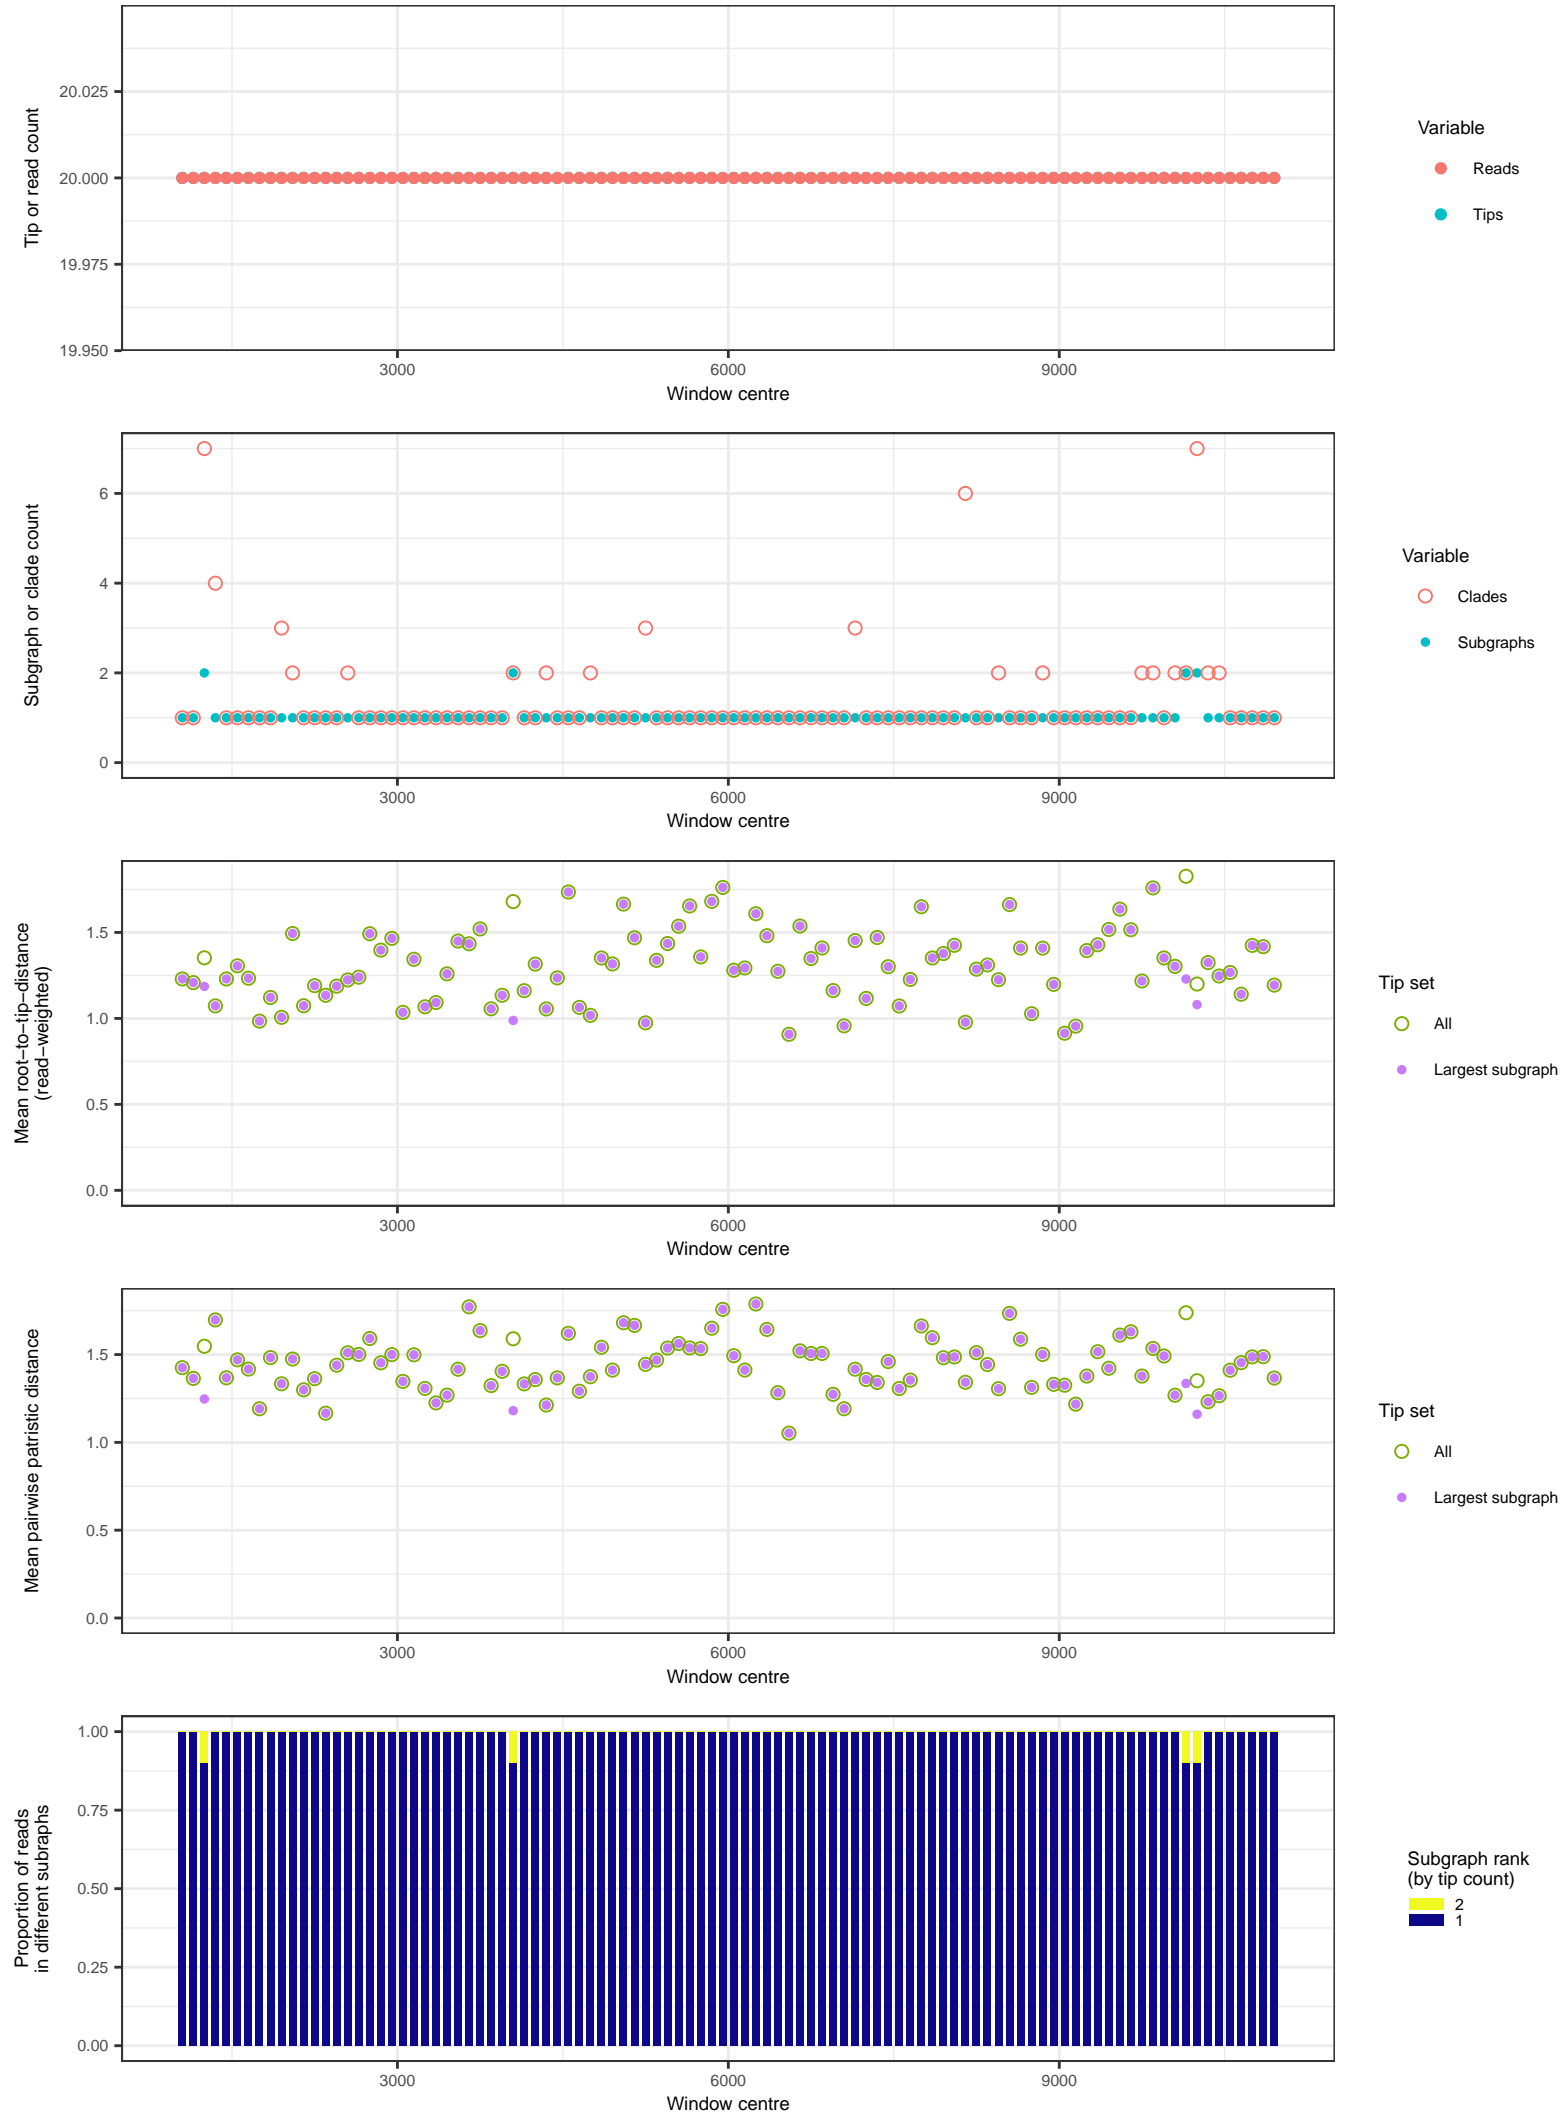 Tip or read count
20.025
20.000
19.975
19.950
3000
6000
9000
Window centre
Variable
Reads
Tips
Subgraph or clade count
6
4
2
0
3000
6000
9000
Window centre
Variable
Clades
Subgraphs
Mean root−to−tip−distance
(read−weighted)
1.5
1.0
0.5
0.0
3000
6000
9000
Window centre
Tip set
All
Largest subgraph
Mean pairwise patristic distance
1.5
1.0
0.5
0.0
3000
6000
9000
Window centre
Tip set
All
Largest subgraph
Proportion of reads
in different subraphs
1.00
0.75
0.50
0.25
0.00
3000
6000
9000
Window centre
Subgraph rank
(by tip count)
2
1